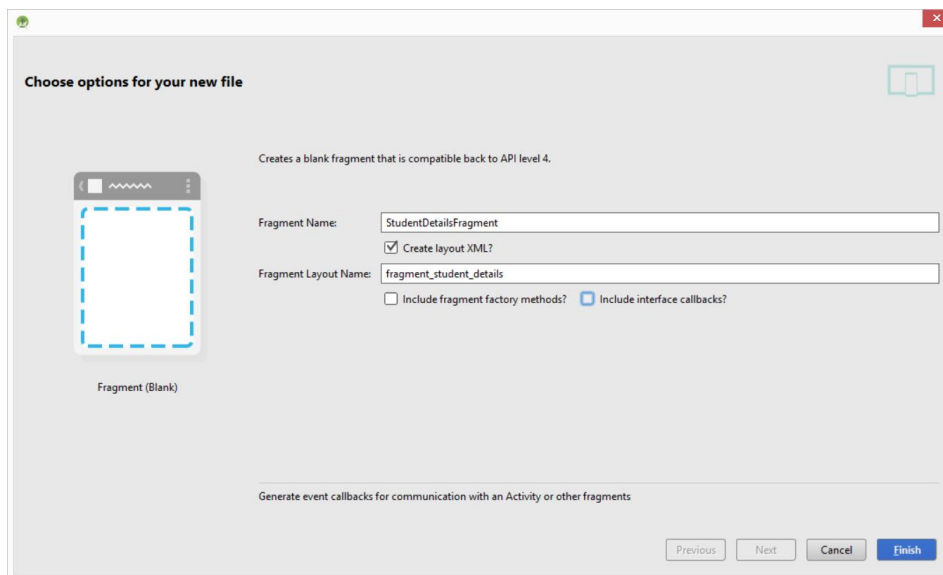 Choose options for your new file
Creates a blank fragment that is compatible back to API level 4.
Fragment Name: StudentDetailsFragment
Create layout XML?
Fragment Layout Name: fragment_student_details
Include fragment factory methods? Include interface callbacks?
Fragment (Blank)
Generate event callbacks for communication with an Activity or other fragments
Previous Next Cancel Finish